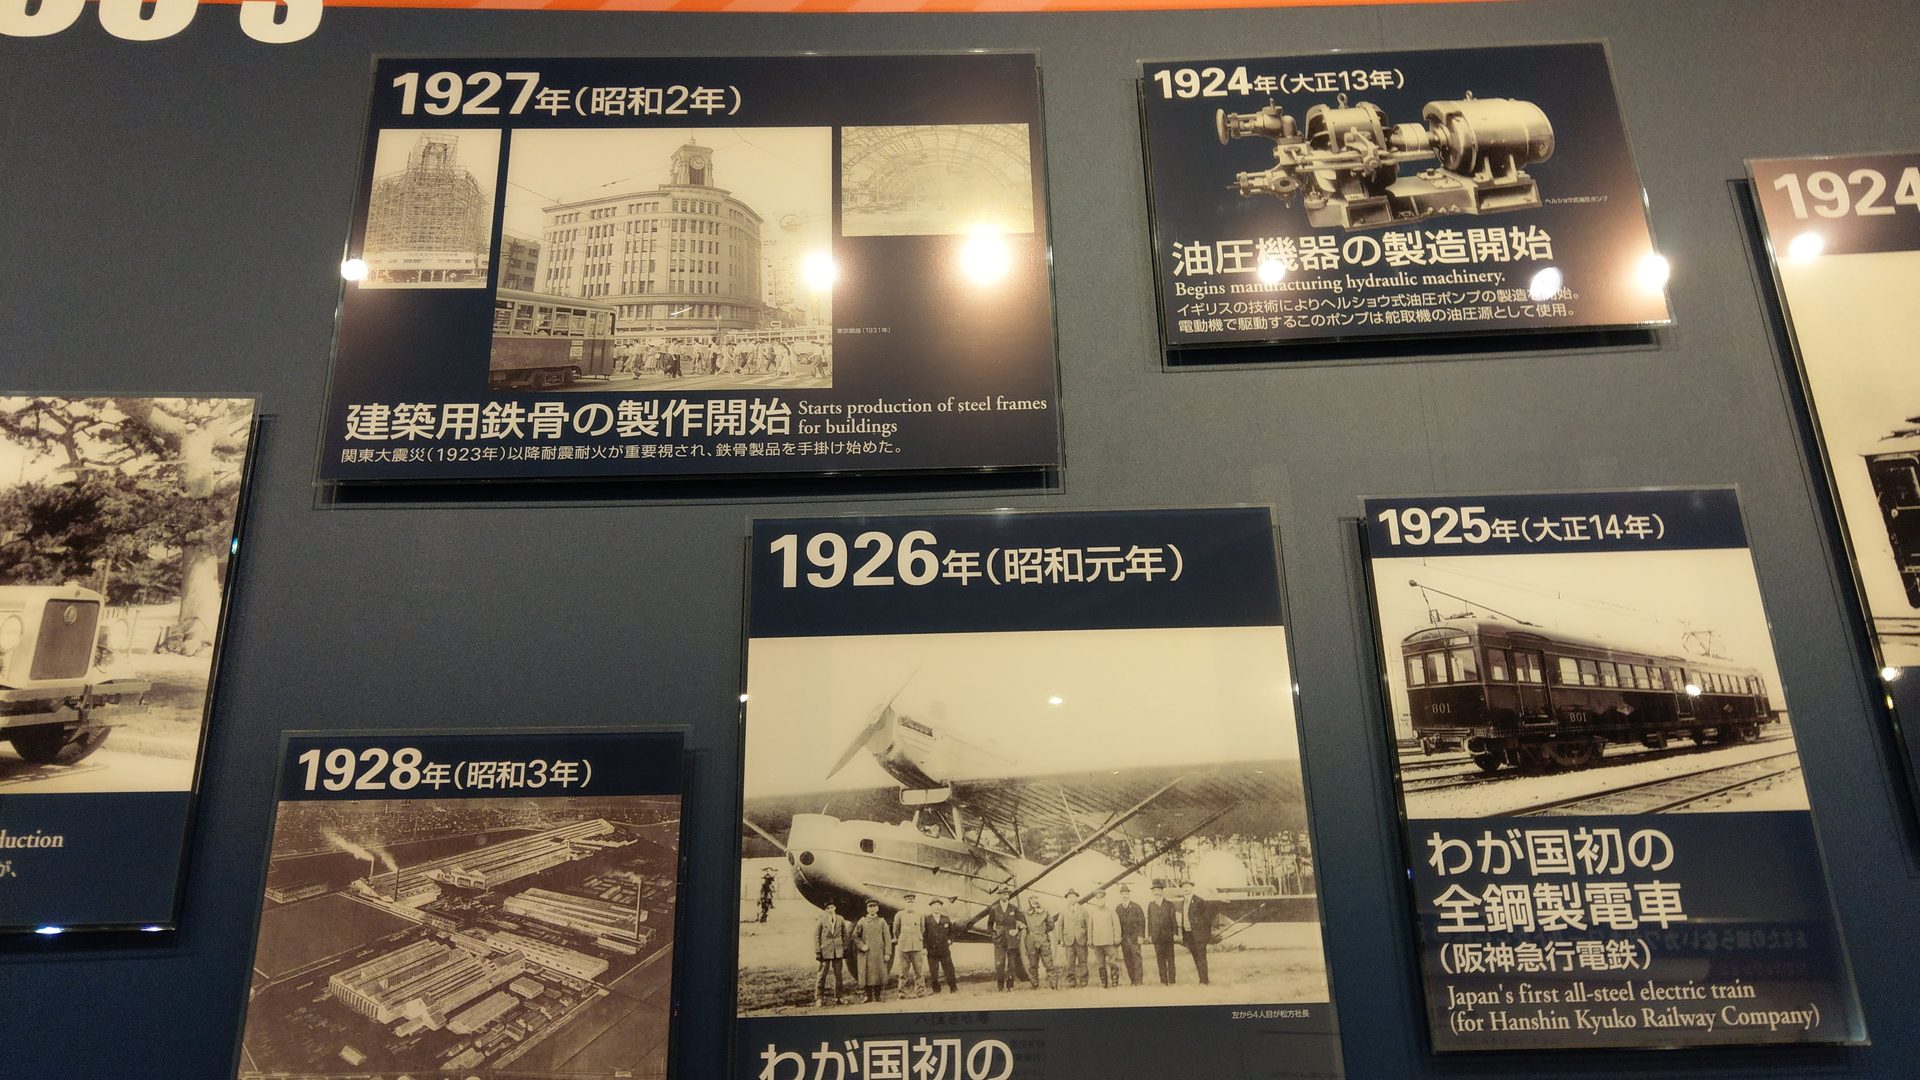 1927年(昭和2年)
東京銀座(1931年)
建築用鉄骨の製作開始
Starts production of steel frames
for buildings
関東大震災(1923年)以降耐震耐火が重要視され、鉄骨製品を手掛け始めた。
1924年(大正13年)
ヘルショウ式油圧ポンプ
油圧機器の製造開始
Begins manufacturing hydraulic machinery.
イギリスの技術によりヘルショウ式油圧ポンプの製造を開始。
電動機で駆動するこのポンプは舵取機の油圧源として使用。
1924
1926年(昭和元年)
左から4人目が松方社長
わが国初の
1925年(大正14年)
801
801
わが国初の
全鋼製電車
(阪神急行電鉄)
Japan's first all-steel electric train
(for Hanshin Kyuko Railway Company)
1928年(昭和3年)
duction
が、